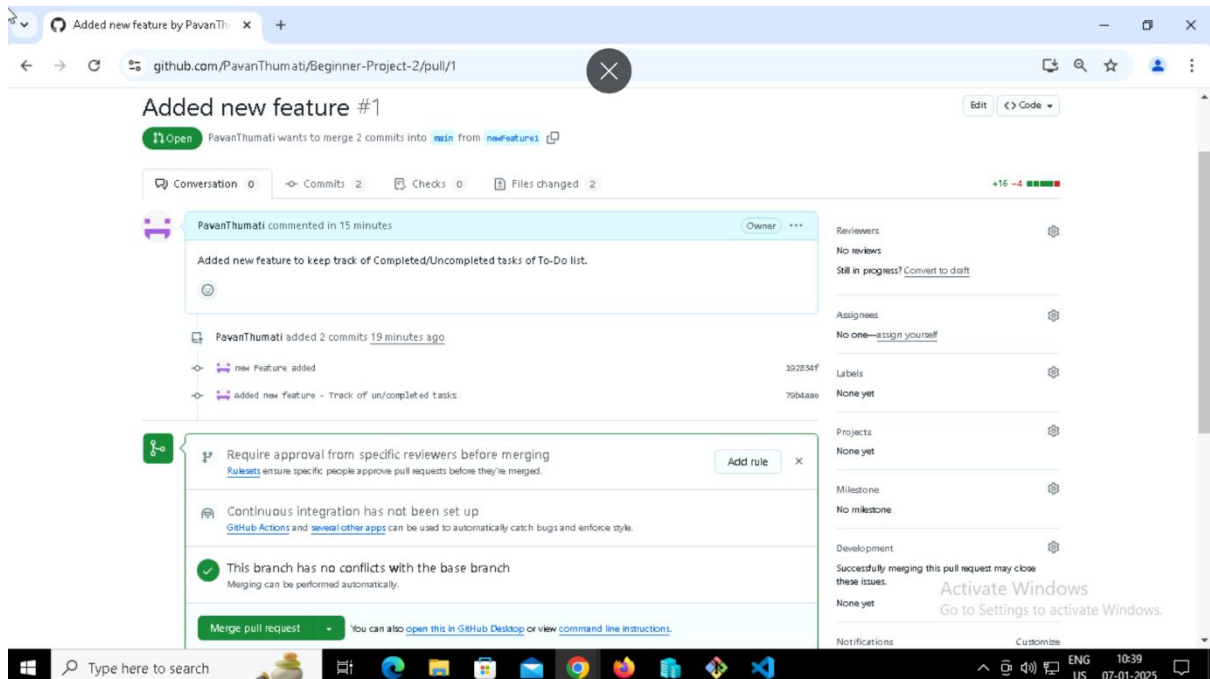 Added new feature by PavanTh
github.com/PavanThumati/Beginner-Project-2/pull/1
Added new feature #1
Edit
<> Code
Open
PavanThumati wants to merge 2 commits into main from newFeature1
Conversation 0
Commits 2
Checks 0
Files changed 2
+16 −4
PavanThumati commented in 15 minutes
Owner
Added new feature to keep track of Completed/Uncompleted tasks of To-Do list.
PavanThumati added 2 commits 19 minutes ago
new Feature added
192834f
Added new feature - Track of un/completed tasks
79b4aae
Require approval from specific reviewers before merging
Rulesets ensure specific people approve pull requests before they're merged.
Add rule
Continuous integration has not been set up
GitHub Actions and several other apps can be used to automatically catch bugs and enforce style.
This branch has no conflicts with the base branch
Merging can be performed automatically.
Merge pull request
You can also open this in GitHub Desktop or view command line instructions.
Reviewers
No reviews
Still in progress? Convert to draft
Assignees
No one—assign yourself
Labels
None yet
Projects
None yet
Milestone
No milestone
Development
Successfully merging this pull request may close
these issues.
None yet
Notifications
Customize
Activate Windows
Go to Settings to activate Windows.
Type here to search
ENG
US
10:39
07-01-2025